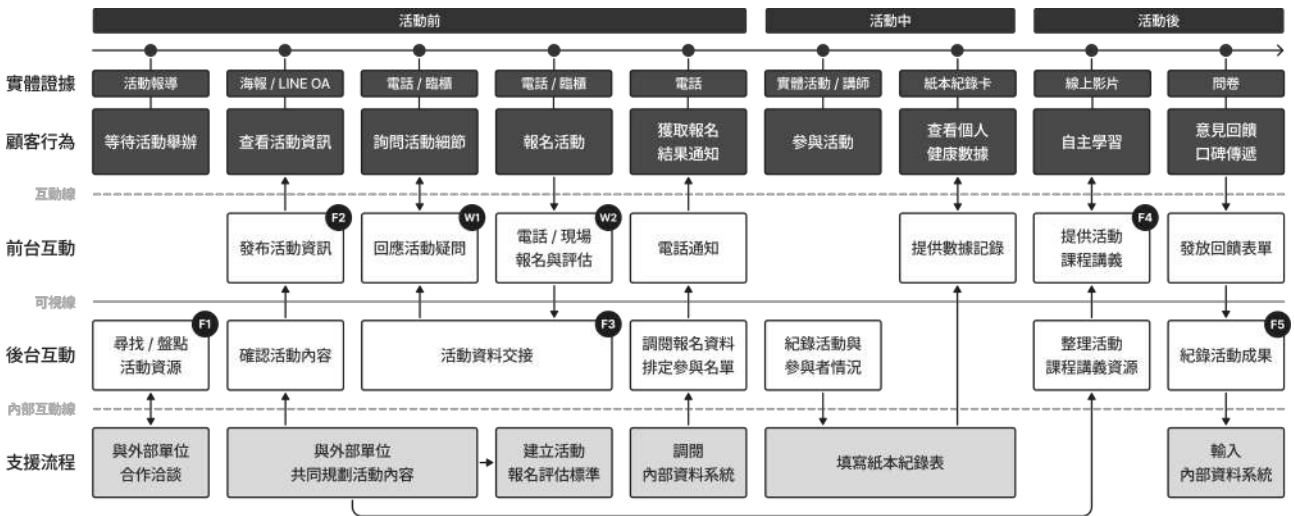 活動前
活動中
活動後
實體證據
活動報導
海報 / LINE OA
電話 / 臨櫃
電話 / 臨櫃
電話
實體活動 / 講師
紙本紀錄卡
線上影片
問卷
顧客行為
等待活動舉辦
查看活動資訊
詢問活動細節
報名活動
獲取報名
結果通知
參與活動
查看個人
健康數據
自主學習
意見回饋
口碑傳遞
互動線
前台互動
發布活動資訊
F2
回應活動疑問
W1
電話 / 現場
報名與評估
W2
電話通知
提供數據記錄
提供活動
課程講義
F4
發放回饋表單
可視線
後台互動
尋找 / 盤點
活動資源
F1
確認活動內容
活動資料交接
F3
調閱報名資料
排定參與名單
紀錄活動與
參與者情況
整理活動
課程講義資源
紀錄活動成果
F5
內部互動線
支援流程
與外部單位
合作洽談
與外部單位
共同規劃活動內容
建立活動
報名評估標準
調閱
內部資料系統
填寫紙本紀錄表
輸入
內部資料系統